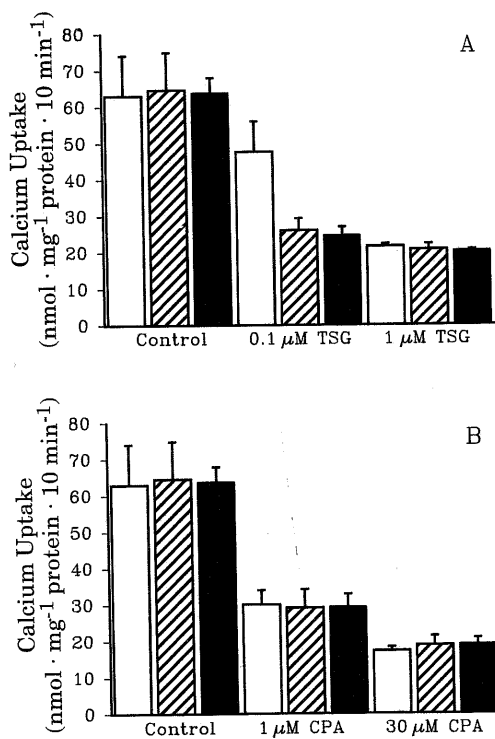 A
Calcium Uptake
(nmol · mg⁻¹ protein · 10 min⁻¹)
80
70
60
50
40
30
20
10
0
Control
0.1 μM TSG
1 μM TSG
B
Calcium Uptake
(nmol · mg⁻¹ protein · 10 min⁻¹)
80
70
60
50
40
30
20
10
0
Control
1 μM CPA
30 μM CPA